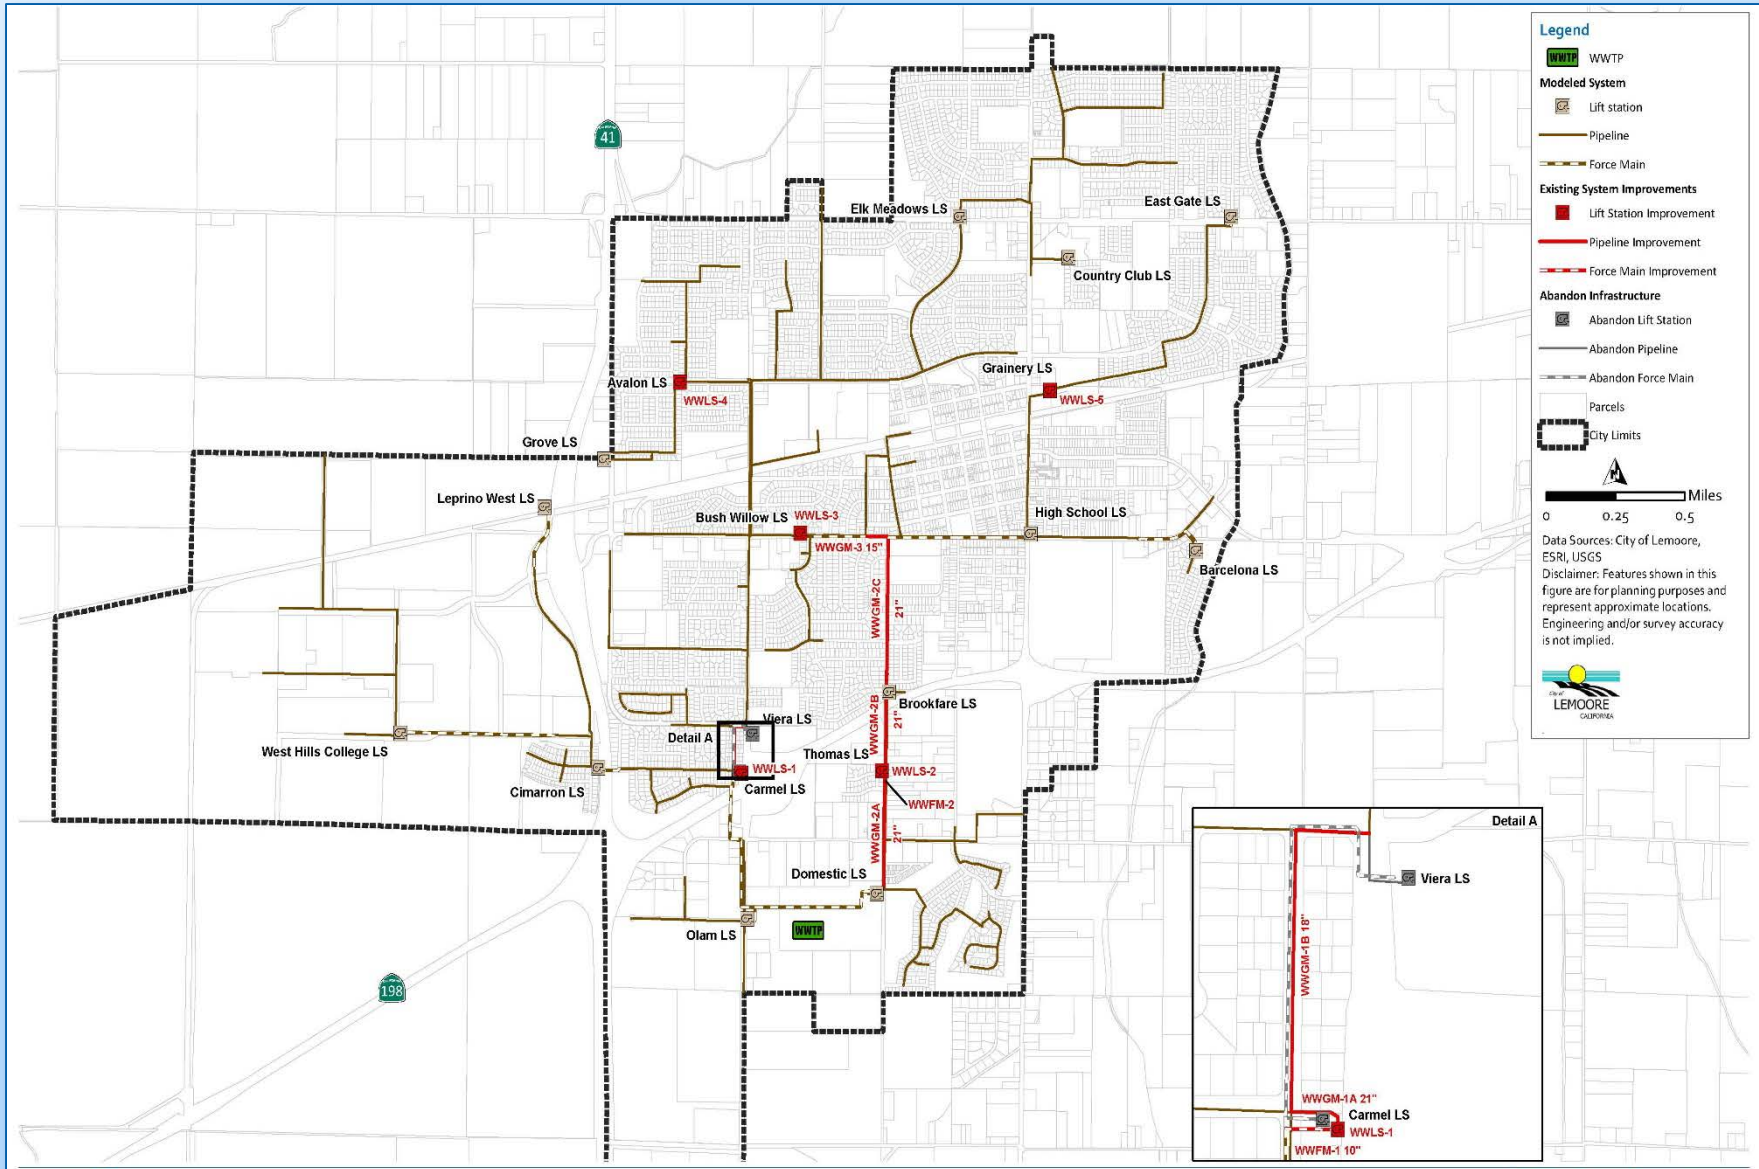 41
Elk Meadows LS
East Gate LS
Country Club LS
Avalon LS
WWLS-4
Grainery LS
WWLS-5
Grove LS
Leprino West LS
Bush Willow LS
WWLS-3
High School LS
WWGM-3 15"
Barcelona LS
WWGM-2C
21"
Brookfare LS
WWGM-2B
21"
Viera LS
Detail A
West Hills College LS
Thomas LS
WWLS-1
WWLS-2
Cimarron LS
Carmel LS
WWFM-2
WWGM-2A
21"
Domestic LS
Olam LS
WWTP
198
Legend
WWTP WWTP
Modeled System
Lift station
Pipeline
Force Main
Existing System Improvements
Lift Station Improvement
Pipeline Improvement
Force Main Improvement
Abandon Infrastructure
Abandon Lift Station
Abandon Pipeline
Abandon Force Main
Parcels
City Limits
N
Miles
0 0.25 0.5
Data Sources: City of Lemoore,
ESRI, USGS
Disclaimer: Features shown in this
figure are for planning purposes and
represent approximate locations.
Engineering and/or survey accuracy
is not implied.
City of
LEMOORE
CALIFORNIA
Detail A
Viera LS
WWGM-1B 18"
WWGM-1A 21"
Carmel LS
WWLS-1
WWFM-1 10"